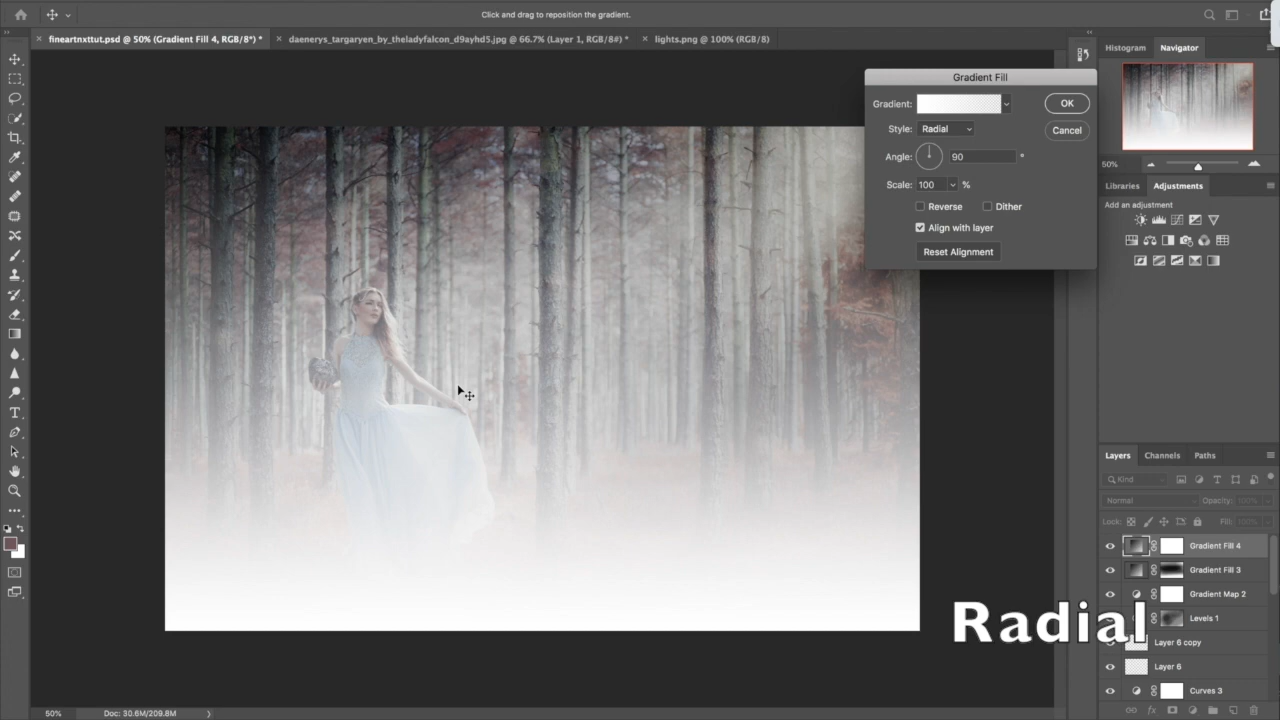 Click and drag to reposition the gradient.
fineartnxttut.psd @ 50% (Gradient Fill 4, RGB/8*) *
daenerys_targaryen_by_theladyfalcon_d9ayhd5.jpg @ 66.7% (Layer 1, RGB/8#) *
lights.png @ 100% (RGB/8)
Histogram
Navigator
Gradient Fill
Gradient:
OK
Style: Radial
Cancel
Angle: 90 °
Scale: 100 %
Reverse
Dither
Align with layer
Reset Alignment
50%
Libraries
Adjustments
Add an adjustment
Layers
Channels
Paths
Kind
Normal
Opacity: 100%
Lock:
Fill: 100%
Gradient Fill 4
Gradient Fill 3
Gradient Map 2
Levels 1
Radial
Layer 6 copy
Layer 6
Curves 3
50%
Doc: 30.6M/209.8M